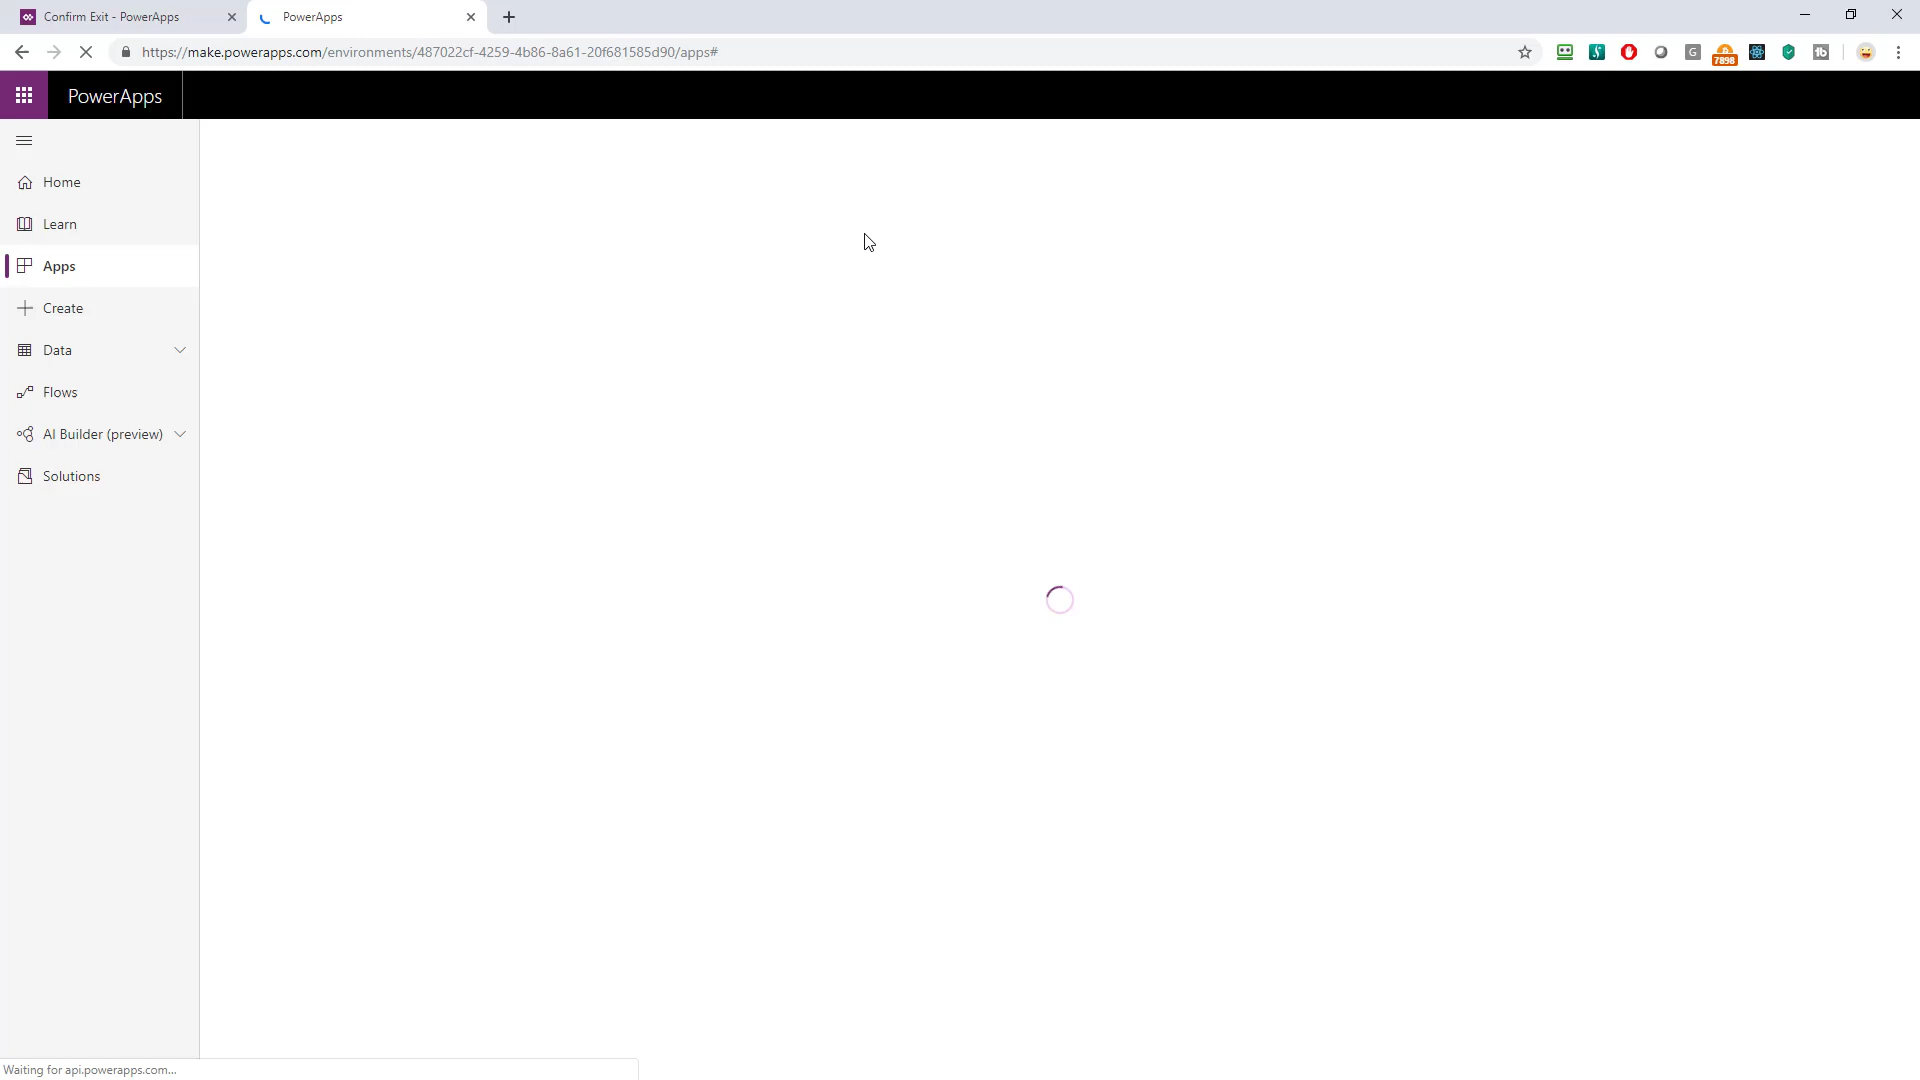 Confirm Exit - PowerApps
PowerApps
https://make.powerapps.com/environments/487022cf-4259-4b86-8a61-20f681585d90/apps#
G
7898
PowerApps
Home
Learn
Apps
Create
Data
Flows
AI Builder (preview)
Solutions
Waiting for api.powerapps.com...